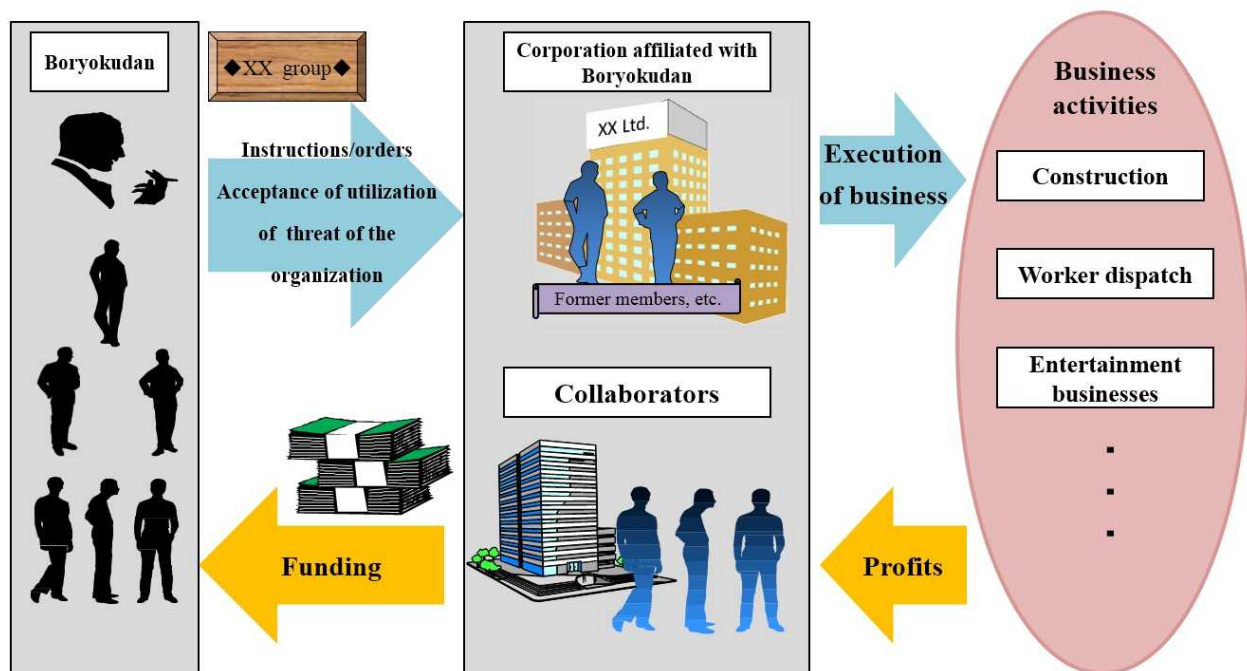 Boryokudan
◆XX group◆
Instructions/orders
Acceptance of utilization
of threat of the
organization
Corporation affiliated with
Boryokudan
XX Ltd.
Former members, etc.
Collaborators
Execution
of business
Business
activities
Construction
Worker dispatch
Entertainment
businesses
Funding
Profits